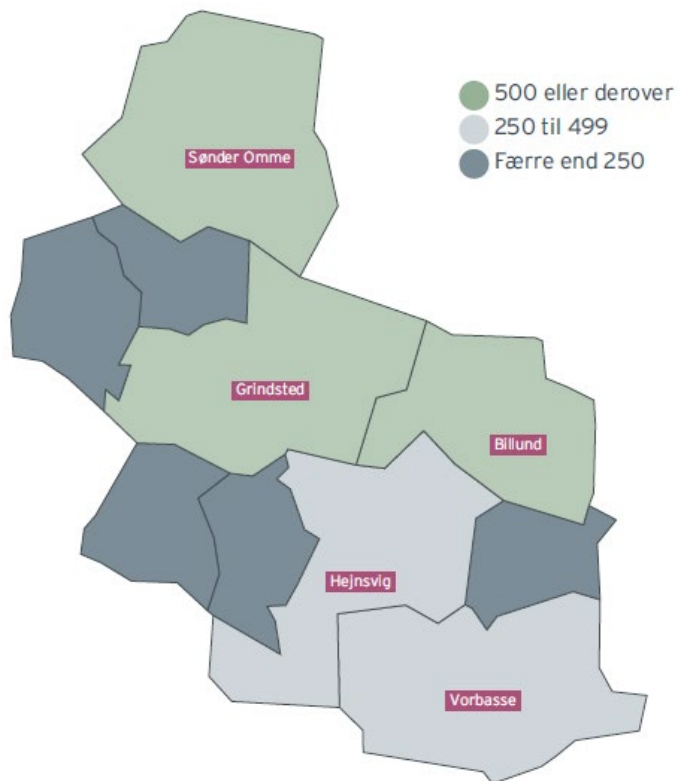 500 eller derover
250 til 499
Færre end 250
Sønder Omme
Grindsted
Billund
Hejnsvig
Vorbasse